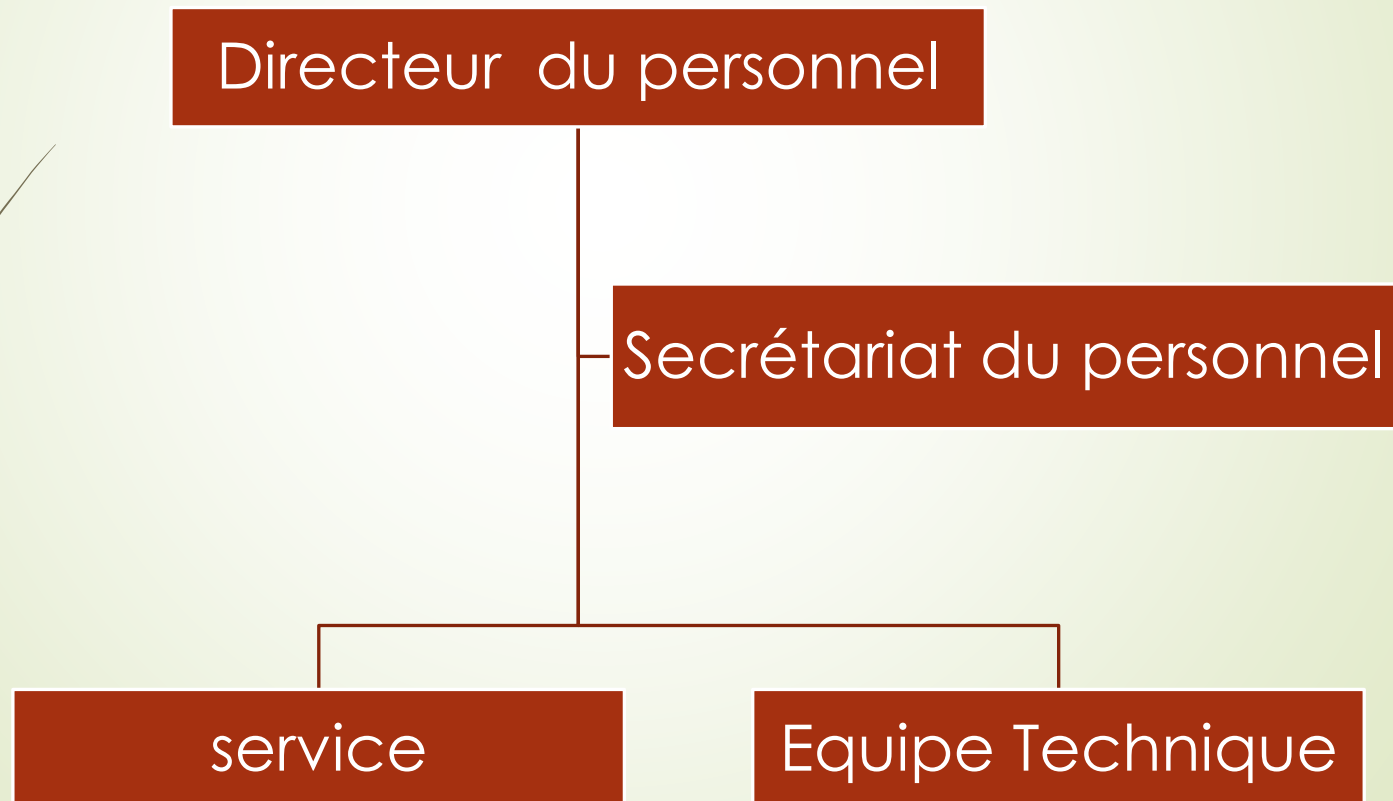 Directeur du personnel
Secrétariat du personnel
service
Equipe Technique